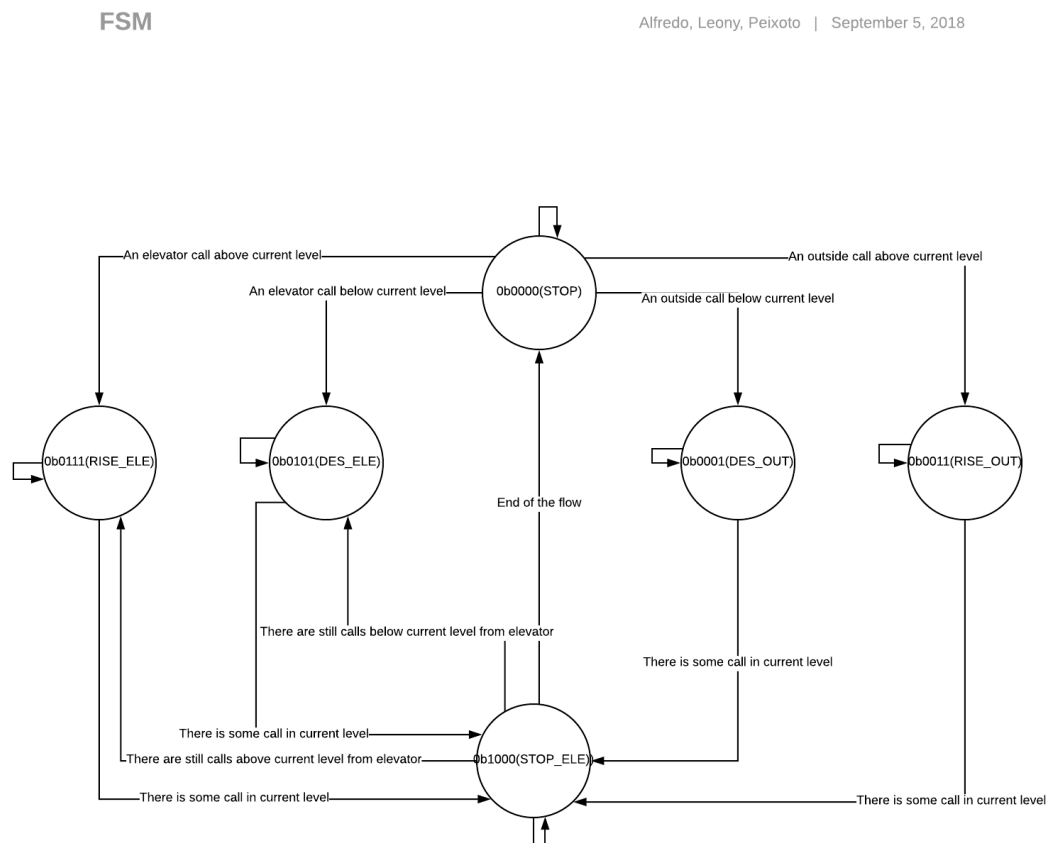 FSM
Alfredo, Leony, Peixoto | September 5, 2018
An elevator call above current level
An outside call above current level
An elevator call below current level
0b0000(STOP)
An outside call below current level
0b0111(RISE_ELE)
0b0101(DES_ELE)
0b0001(DES_OUT)
0b0011(RISE_OUT)
End of the flow
There are still calls below current level from elevator
There is some call in current level
There is some call in current level
There are still calls above current level from elevator
0b1000(STOP_ELE))
There is some call in current level
There is some call in current level